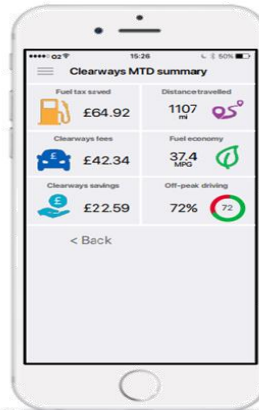 O2 15:26 50%
Clearways MTD summary
Fuel tax saved Distance travelled
£64.92 1107
mi
Clearways fees Fuel economy
£42.34 37.4
MPG
Clearways savings Off-peak driving
£ £22.59 72% 72
< Back